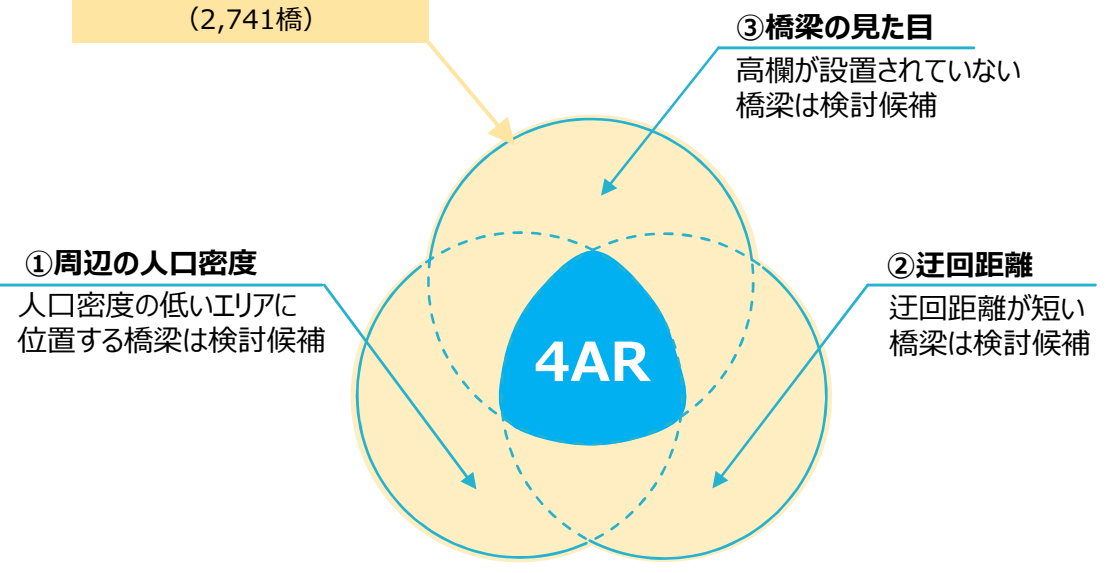 （2,741橋）
③橋梁の見た目
高欄が設置されていない
橋梁は検討候補
①周辺の人口密度
人口密度の低いエリアに
位置する橋梁は検討候補
②迂回距離
迂回距離が短い
橋梁は検討候補
4AR